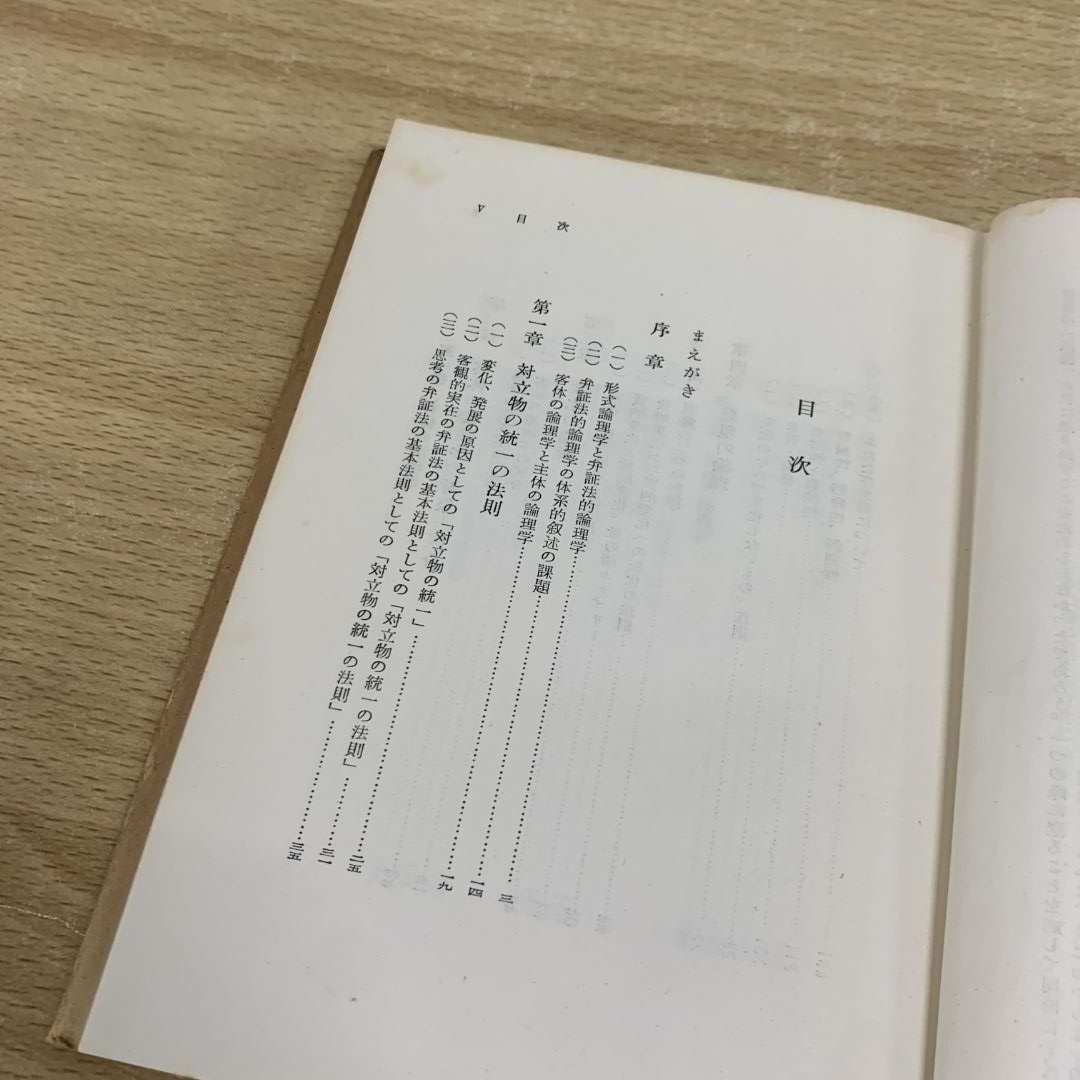 V 目次
目次
まえがき
序章
(一) 形式論理学と弁証法的論理学……三
(二) 弁証法的論理学の体系的叙述の課題……一四
(三) 客体の論理学と主体の論理学……一九
第一章 対立物の統一の法則
(一) 変化、発展の原因としての「対立物の統一」……二五
(二) 客観的実在の弁証法の基本法則としての「対立物の統一の法則」……三一
(三) 思考の弁証法の基本法則としての「対立物の統一の法則」……三五